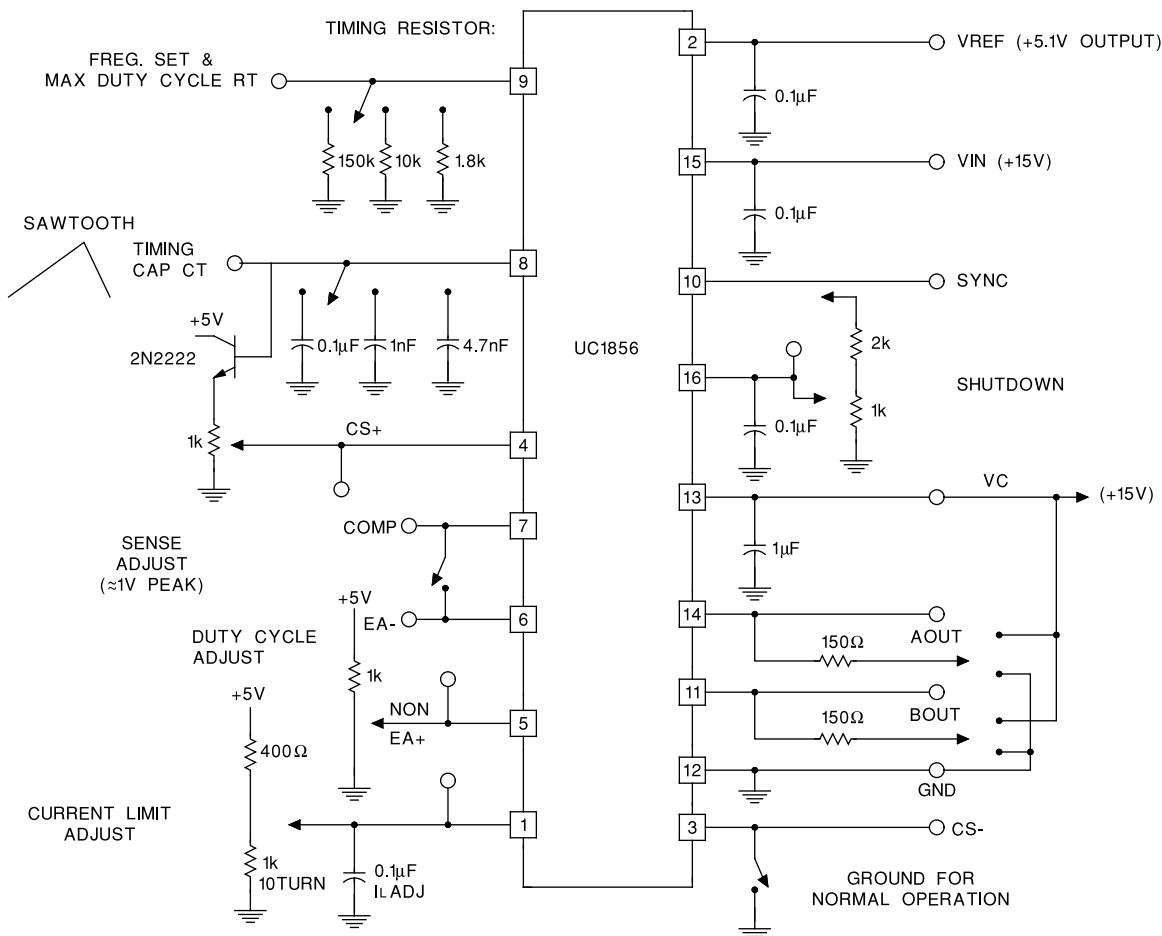 TIMING RESISTOR:
FREG. SET &
MAX DUTY CYCLE RT
9
150k
10k
1.8k
SAWTOOTH
TIMING
CAP CT
8
+5V
2N2222
0.1µF
1nF
4.7nF
1k
CS+
4
COMP
7
SENSE
ADJUST
(≈1V PEAK)
EA-
6
+5V
DUTY CYCLE
ADJUST
1k
NON
EA+
5
+5V
400Ω
CURRENT LIMIT
ADJUST
1
1k
10TURN
0.1µF
IL ADJ
UC1856
2
VREF (+5.1V OUTPUT)
0.1µF
15
VIN (+15V)
0.1µF
10
SYNC
2k
16
SHUTDOWN
0.1µF
1k
13
VC
(+15V)
1µF
14
AOUT
150Ω
11
BOUT
150Ω
12
GND
3
CS-
GROUND FOR
NORMAL OPERATION